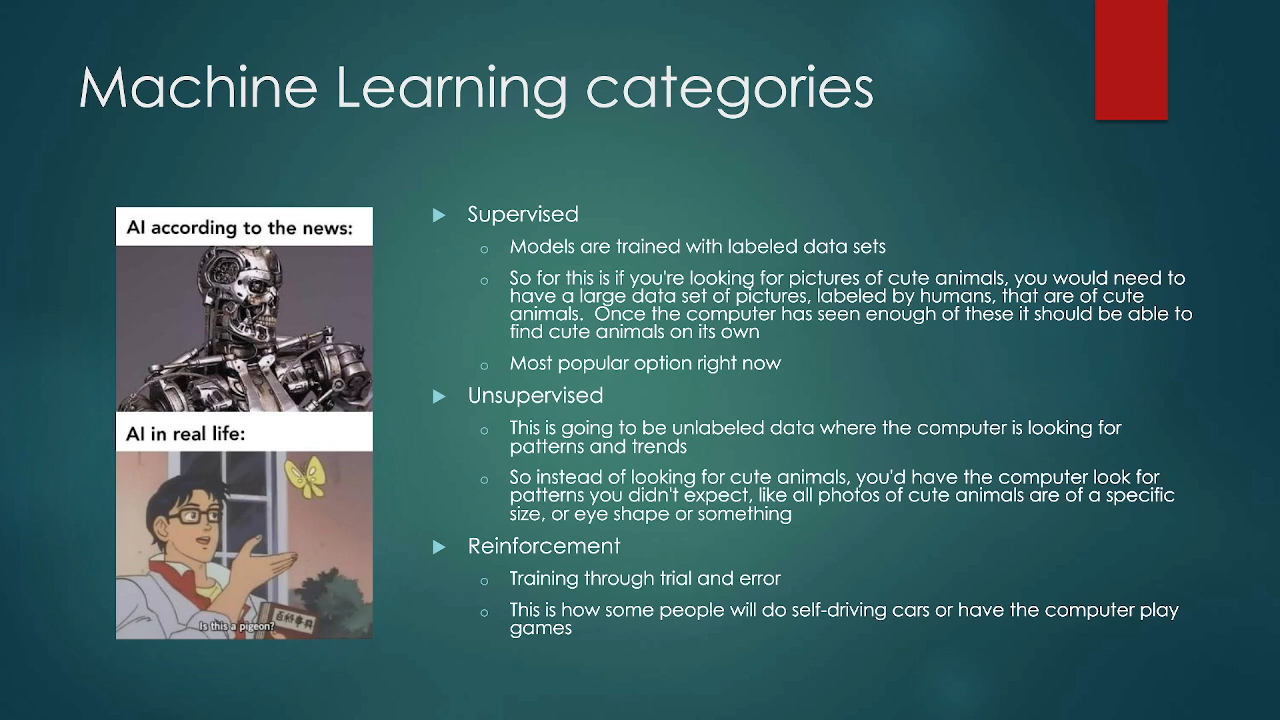 Machine Learning categories
AI according to the news:
AI in real life:
Is this a pigeon?
Supervised
Models are trained with labeled data sets
So for this is if you're looking for pictures of cute animals, you would need to
have a large data set of pictures, labeled by humans, that are of cute
animals.  Once the computer has seen enough of these it should be able to
find cute animals on its own
Most popular option right now
Unsupervised
This is going to be unlabeled data where the computer is looking for
patterns and trends
So instead of looking for cute animals, you'd have the computer look for
patterns you didn't expect, like all photos of cute animals are of a specific
size, or eye shape or something
Reinforcement
Training through trial and error
This is how some people will do self-driving cars or have the computer play
games